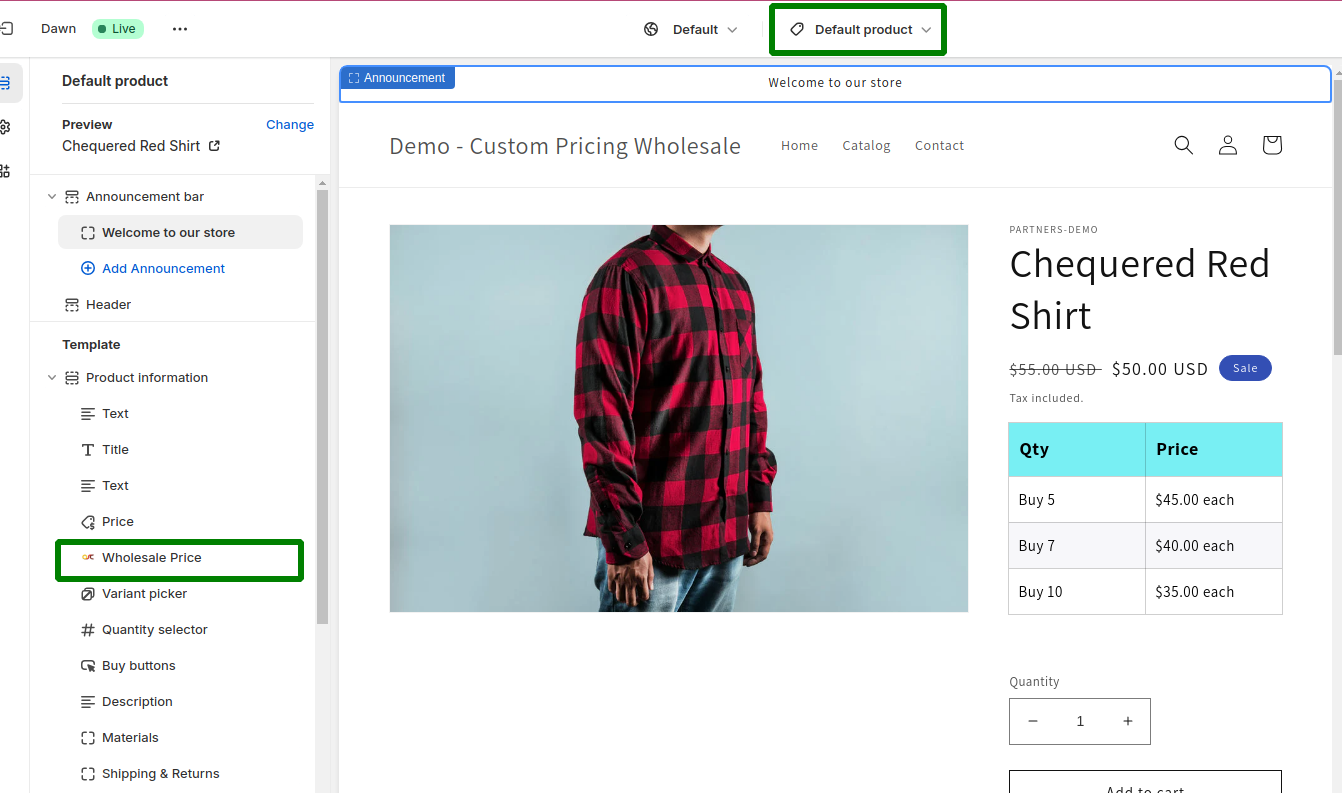 Dawn
Live
Default
Default product
Default product
Preview
Change
Chequered Red Shirt
Announcement bar
Welcome to our store
Add Announcement
Header
Template
Product information
Text
Title
Text
Price
Wholesale Price
Variant picker
Quantity selector
Buy buttons
Description
Materials
Shipping & Returns
Announcement
Welcome to our store
Demo - Custom Pricing Wholesale
Home
Catalog
Contact
PARTNERS-DEMO
Chequered Red
Shirt
$55.00 USD $50.00 USD Sale
Tax included.
Qty Price
Buy 5 $45.00 each
Buy 7 $40.00 each
Buy 10 $35.00 each
Quantity
− 1 +
Add to cart